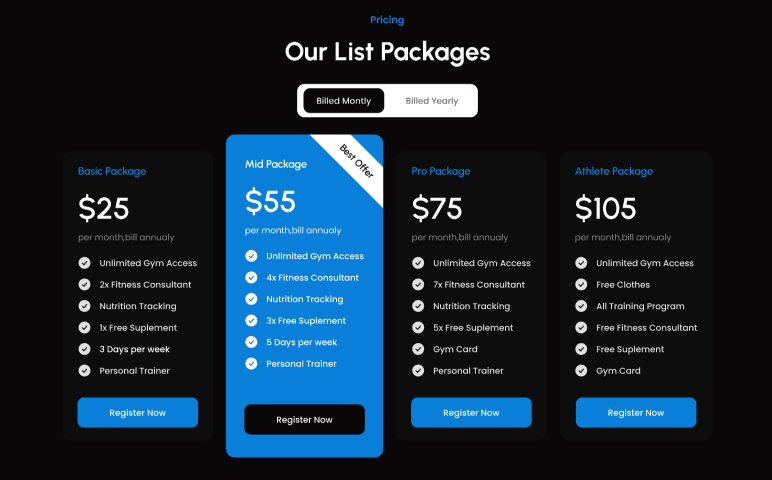 Pricing
Our List Packages
Billed Montly
Billed Yearly
Basic Package
$25
per month,bill annualy
Unlimited Gym Access
2x Fitness Consultant
Nutrition Tracking
1x Free Suplement
3 Days per week
Personal Trainer
Register Now
Best Offer
Mid Package
$55
per month,bill annualy
Unlimited Gym Access
4x Fitness Consultant
Nutrition Tracking
3x Free Suplement
5 Days per week
Personal Trainer
Register Now
Pro Package
$75
per month,bill annualy
Unlimited Gym Access
7x Fitness Consultant
Nutrition Tracking
5x Free Suplement
Gym Card
Personal Trainer
Register Now
Athlete Package
$105
per month,bill annualy
Unlimited Gym Access
Free Clothes
All Training Program
Free Fitness Consultant
Free Suplement
Gym Card
Register Now